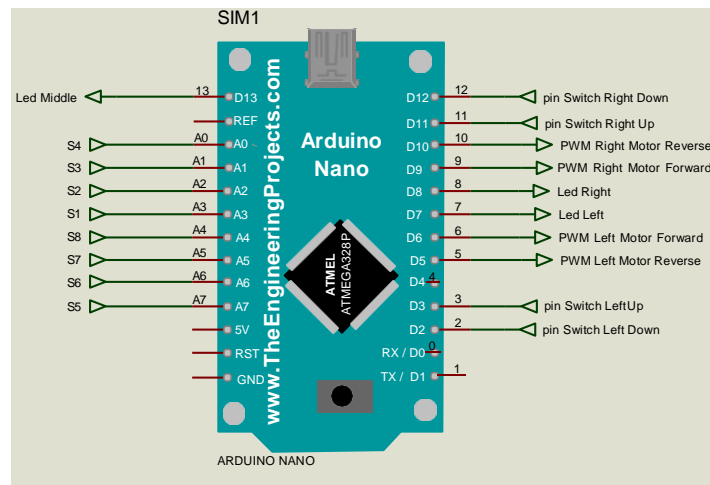 SIM1
Led Middle
13
D13
REF
S4
A0
A0
S3
A1
A1
S2
A2
A2
S1
A3
A3
S8
A4
A4
S7
A5
A5
S6
A6
A6
S5
A7
A7
5V
RST
GND
www.TheEngineeringProjects.com
Arduino
Nano
ATMEL
ATMEGA328P
D12
12
pin Switch Right Down
D11
11
pin Switch Right Up
D10
10
PWM Right Motor Reverse
D9
9
PWM Right Motor Forward
D8
8
Led Right
D7
7
Led Left
D6
6
PWM Left Motor Forward
D5
5
PWM Left Motor Reverse
D4
4
D3
3
pin Switch LeftUp
D2
2
pin Switch Left Down
RX / D0
0
TX / D1
1
ARDUINO NANO